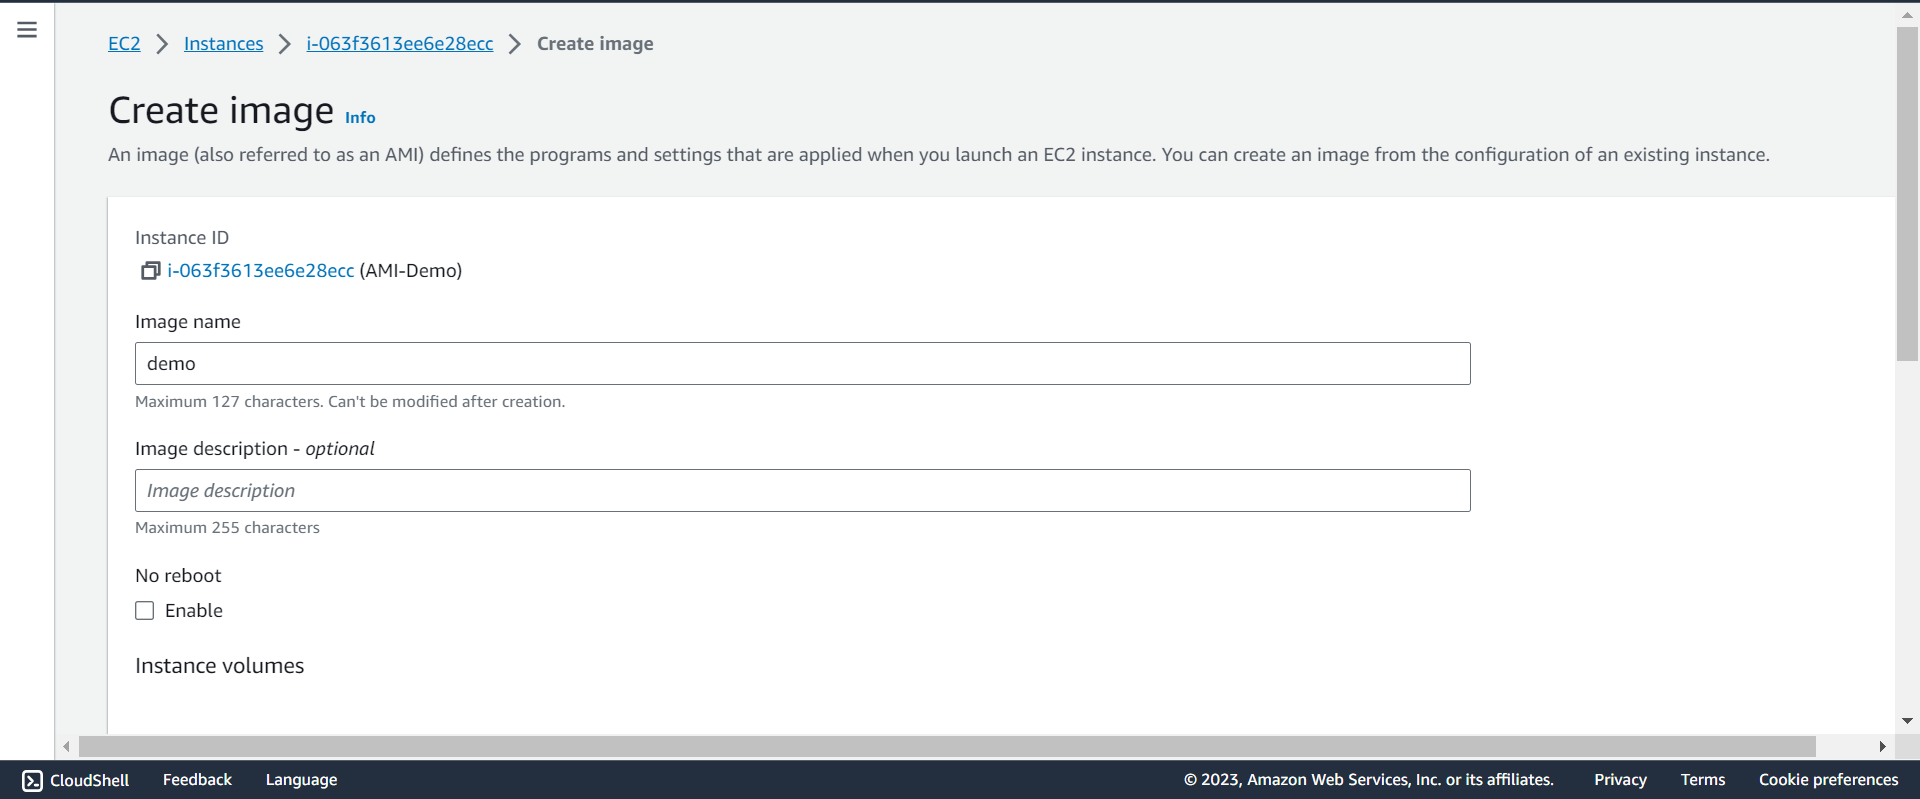 EC2 > Instances > i-063f3613ee6e28ecc > Create image
Create image Info
An image (also referred to as an AMI) defines the programs and settings that are applied when you launch an EC2 instance. You can create an image from the configuration of an existing instance.
Instance ID
i-063f3613ee6e28ecc (AMI-Demo)
Image name
demo
Maximum 127 characters. Can't be modified after creation.
Image description - optional
Image description
Maximum 255 characters
No reboot
Enable
Instance volumes
CloudShell Feedback Language © 2023, Amazon Web Services, Inc. or its affiliates. Privacy Terms Cookie preferences